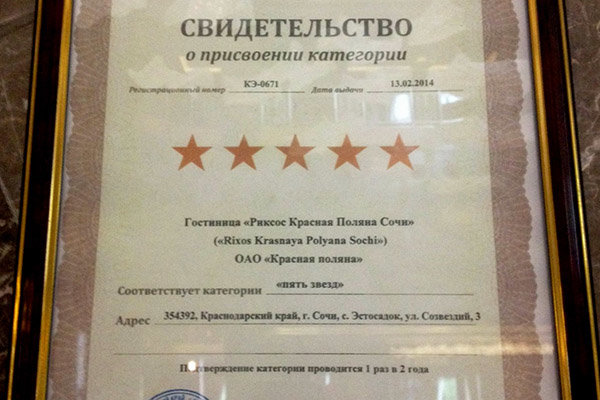 СВИДЕТЕЛЬСТВО
о присвоении категории
Регистрационный номер КЭ-0671 Дата выдачи 13.02.2014
Гостиница «Риксос Красная Поляна Сочи»
(«Rixos Krasnaya Polyana Sochi»)
ОАО «Красная поляна»
Соответствует категории «пять звезд»
Адрес 354392, Краснодарский край, г. Сочи, с. Эстосадок, ул. Созвездий, 3
Подтверждение категории проводится 1 раз в 2 года